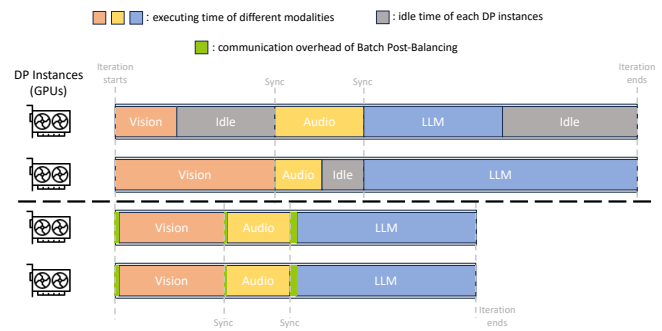 : executing time of different modalities
: idle time of each DP instances
: communication overhead of Batch Post-Balancing
DP Instances
(GPUs)
Iteration
starts
Sync
Sync
Iteration
ends
Vision
Idle
Audio
LLM
Idle
Vision
Audio
Idle
LLM
Vision
Audio
LLM
Vision
Audio
LLM
Sync
Sync
Iteration
ends